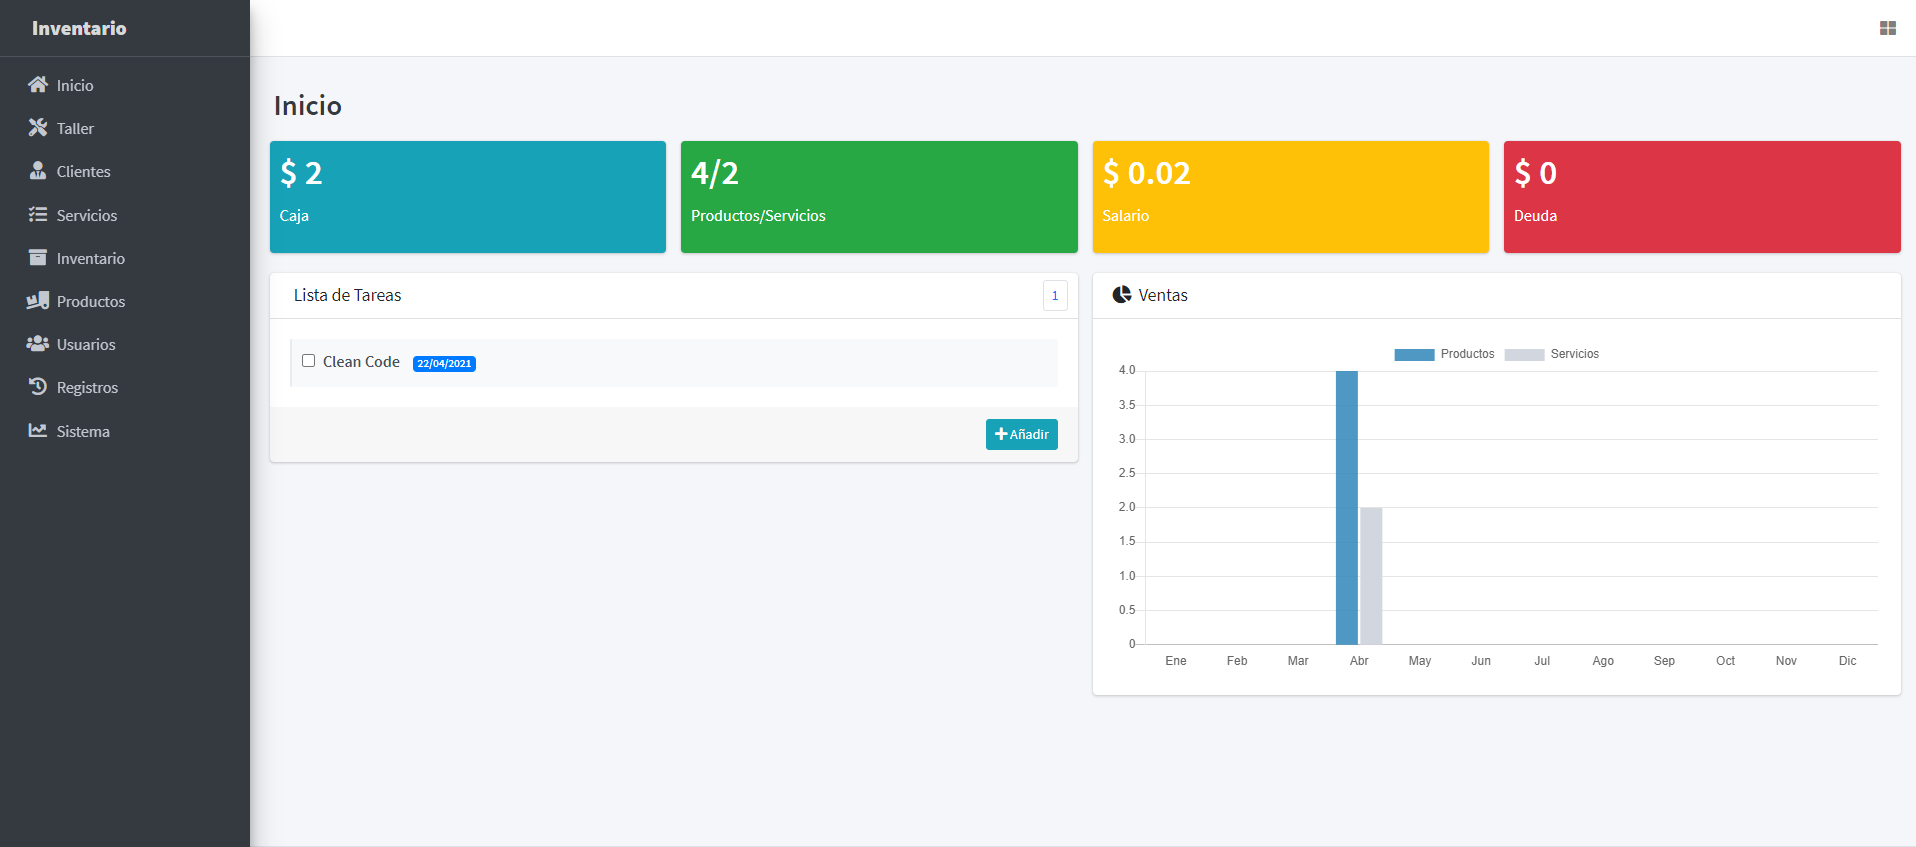 Inventario
Inicio
Taller
Clientes
Servicios
Inventario
Productos
Usuarios
Registros
Sistema
Inicio
$ 2
Caja
4/2
Productos/Servicios
$ 0.02
Salario
$ 0
Deuda
Lista de Tareas
1
Clean Code 22/04/2021
Añadir
Ventas
Productos Servicios
4.0
3.5
3.0
2.5
2.0
1.5
1.0
0.5
0
Ene Feb Mar Abr May Jun Jul Ago Sep Oct Nov Dic